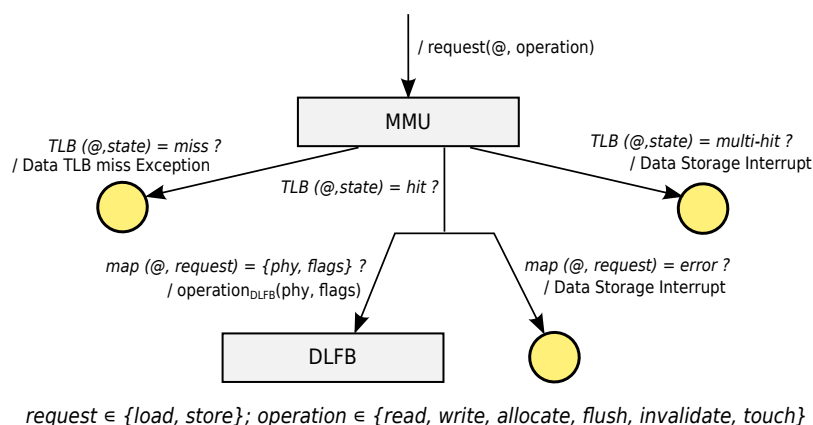 / request(@, operation)
MMU
TLB (@,state) = miss ?
/ Data TLB miss Exception
TLB (@,state) = multi-hit ?
/ Data Storage Interrupt
TLB (@,state) = hit ?
map (@, request) = {phy, flags} ?
/ operationDLFB(phy, flags)
map (@, request) = error ?
/ Data Storage Interrupt
DLFB
request ∈ {load, store}; operation ∈ {read, write, allocate, flush, invalidate, touch}